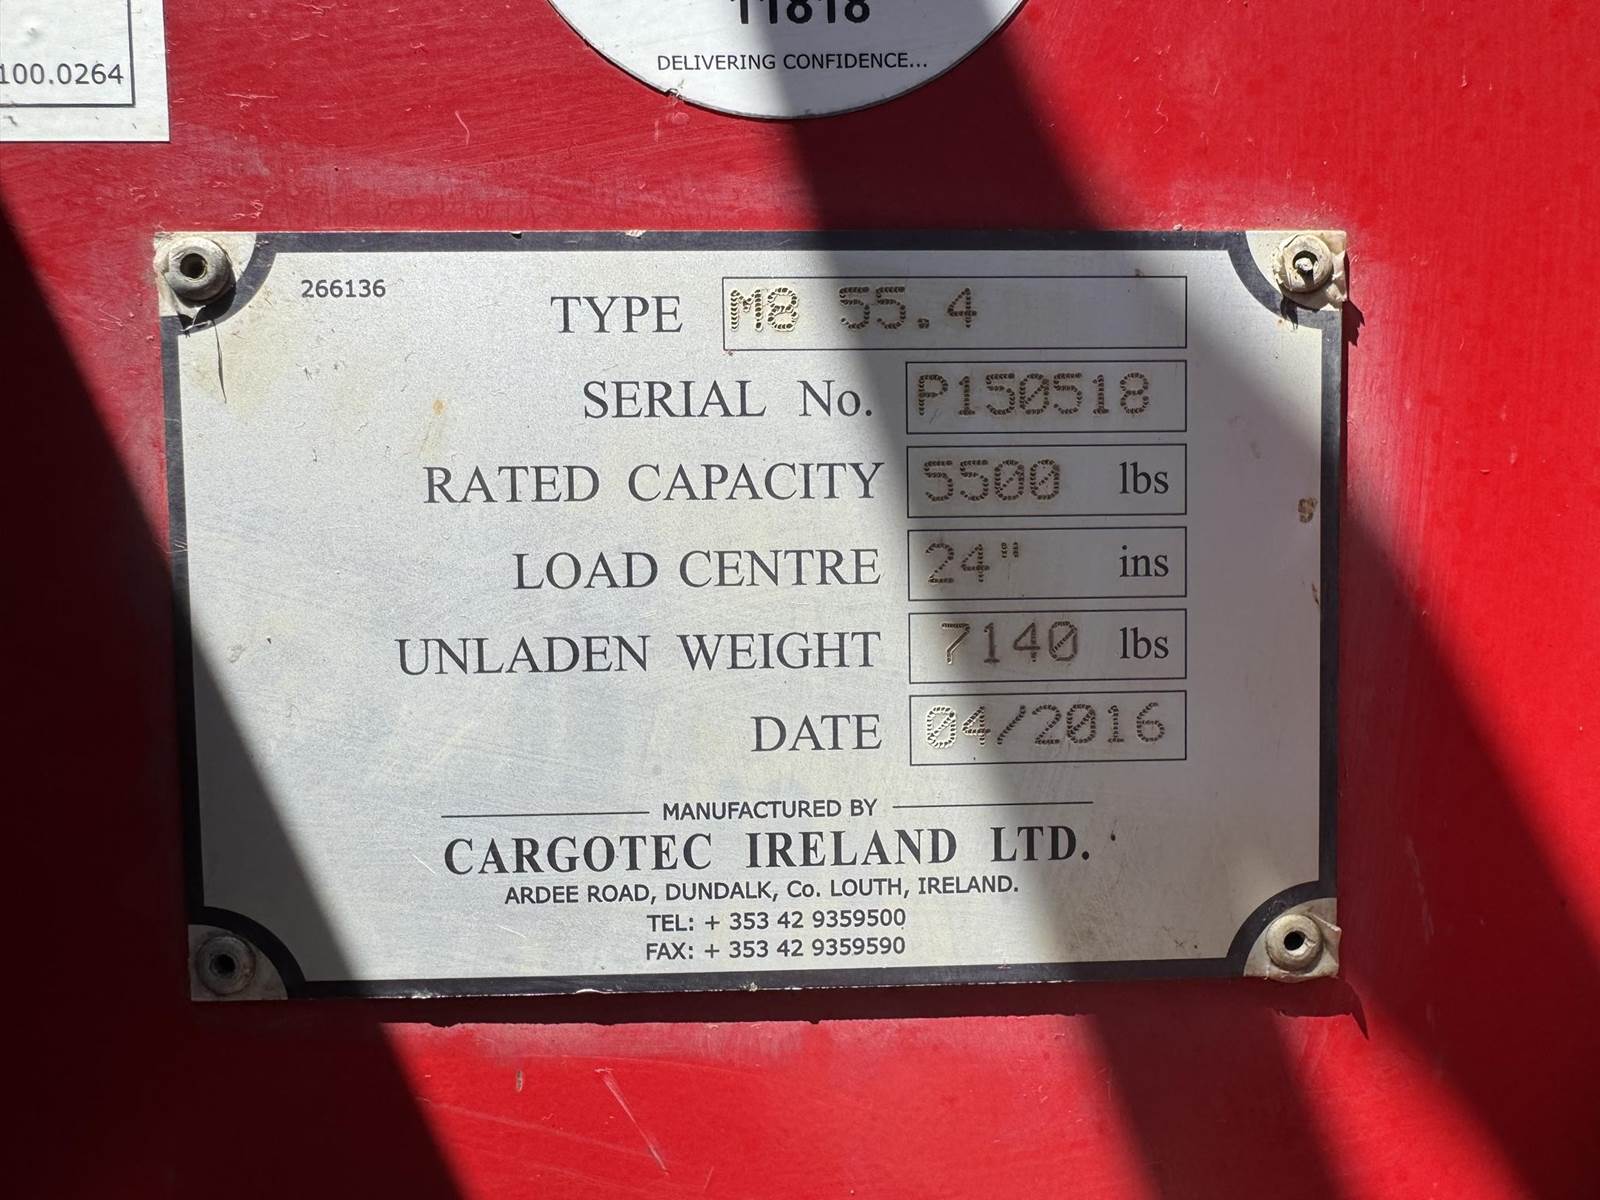 11818
DELIVERING CONFIDENCE...
100.0264
266136
TYPE M8 55.4
SERIAL No. P150518
RATED CAPACITY 5500 lbs
LOAD CENTRE 24" ins
UNLADEN WEIGHT 7140 lbs
DATE 04/2016
MANUFACTURED BY
CARGOTEC IRELAND LTD.
ARDEE ROAD, DUNDALK, Co. LOUTH, IRELAND.
TEL: + 353 42 9359500
FAX: + 353 42 9359590